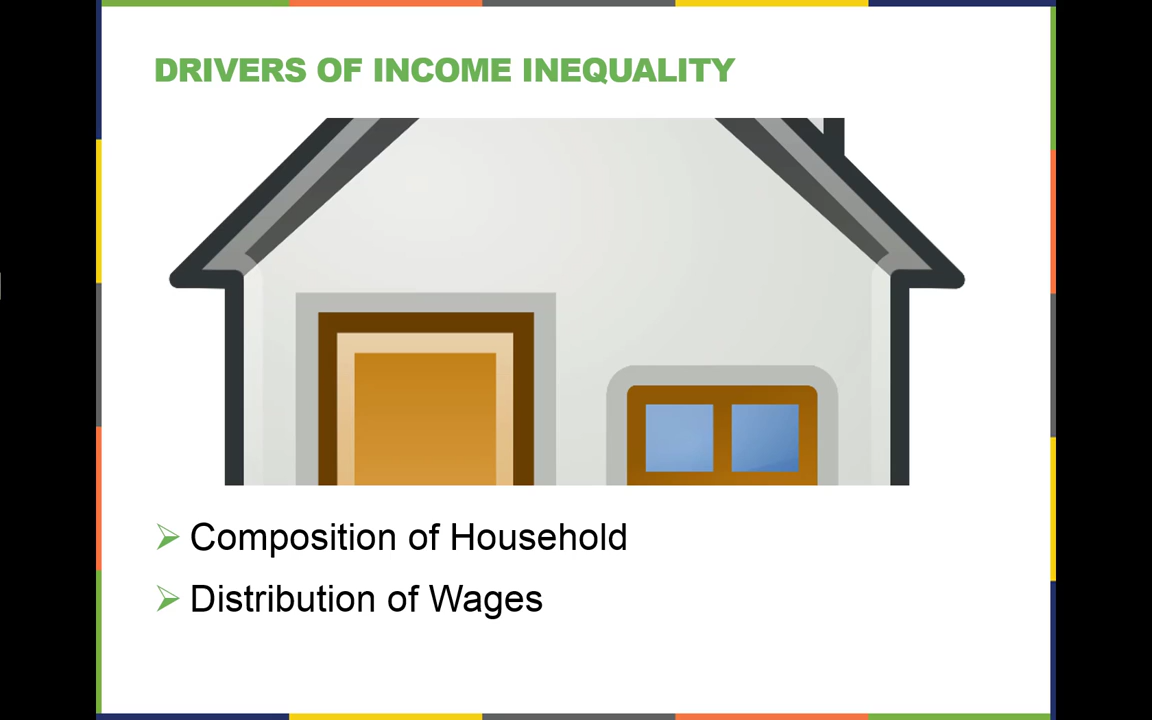 DRIVERS OF INCOME INEQUALITY
Composition of Household
Distribution of Wages